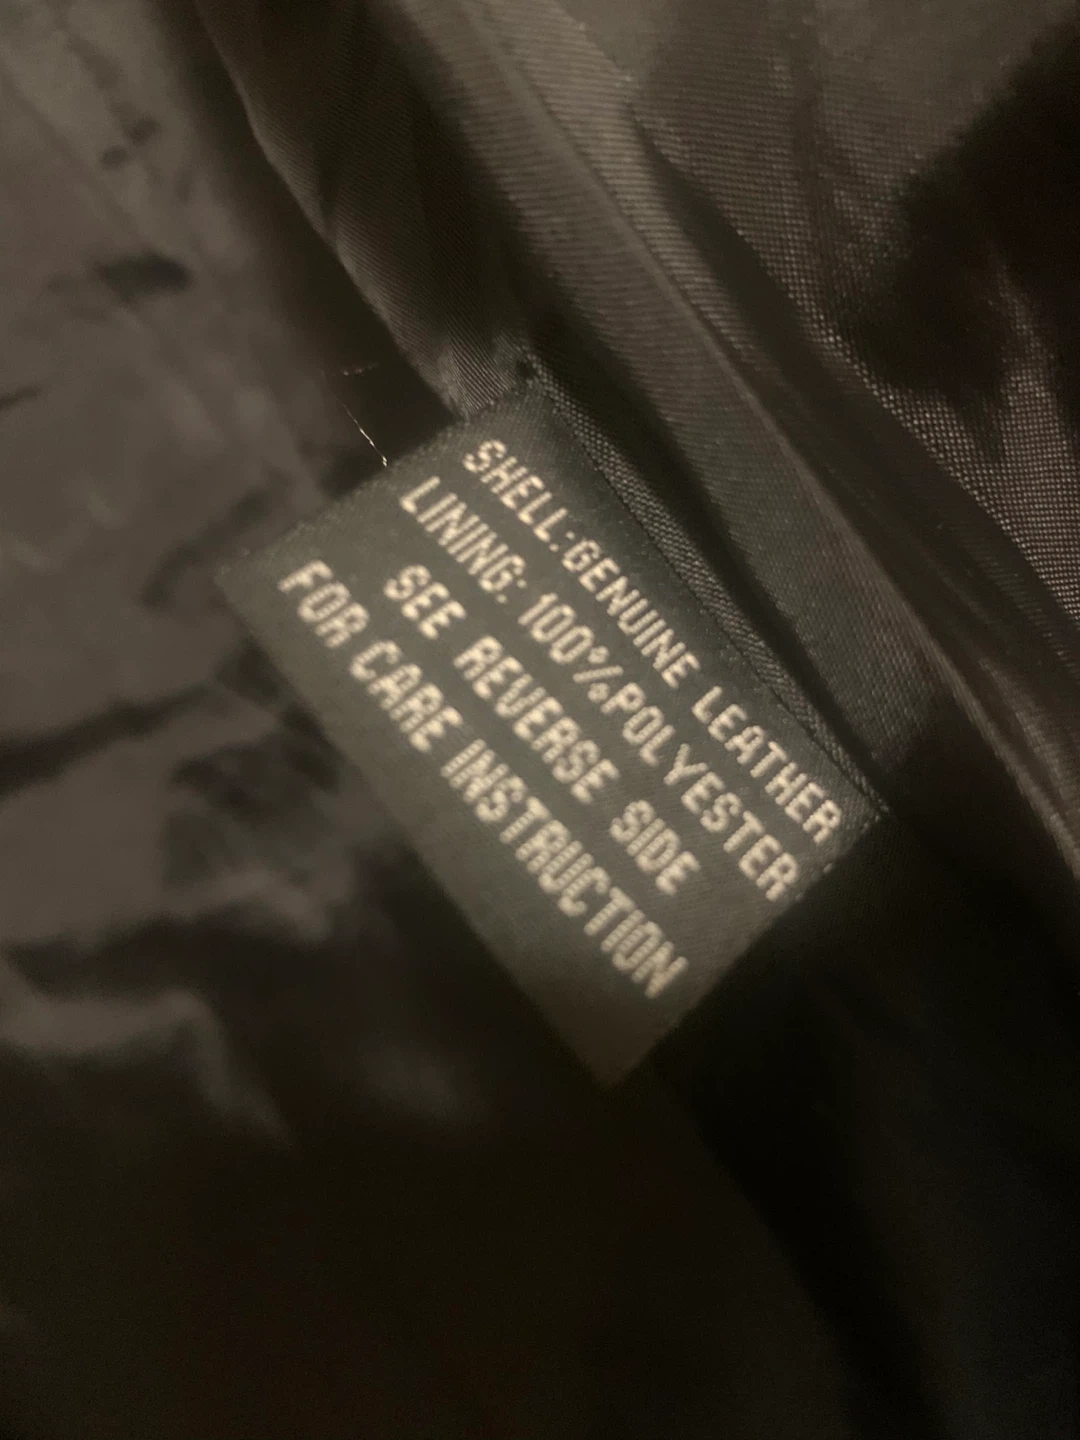 SHELL:GENUINE LEATHER
LINING: 100%POLYESTER
SEE REVERSE SIDE
FOR CARE INSTRUCTION